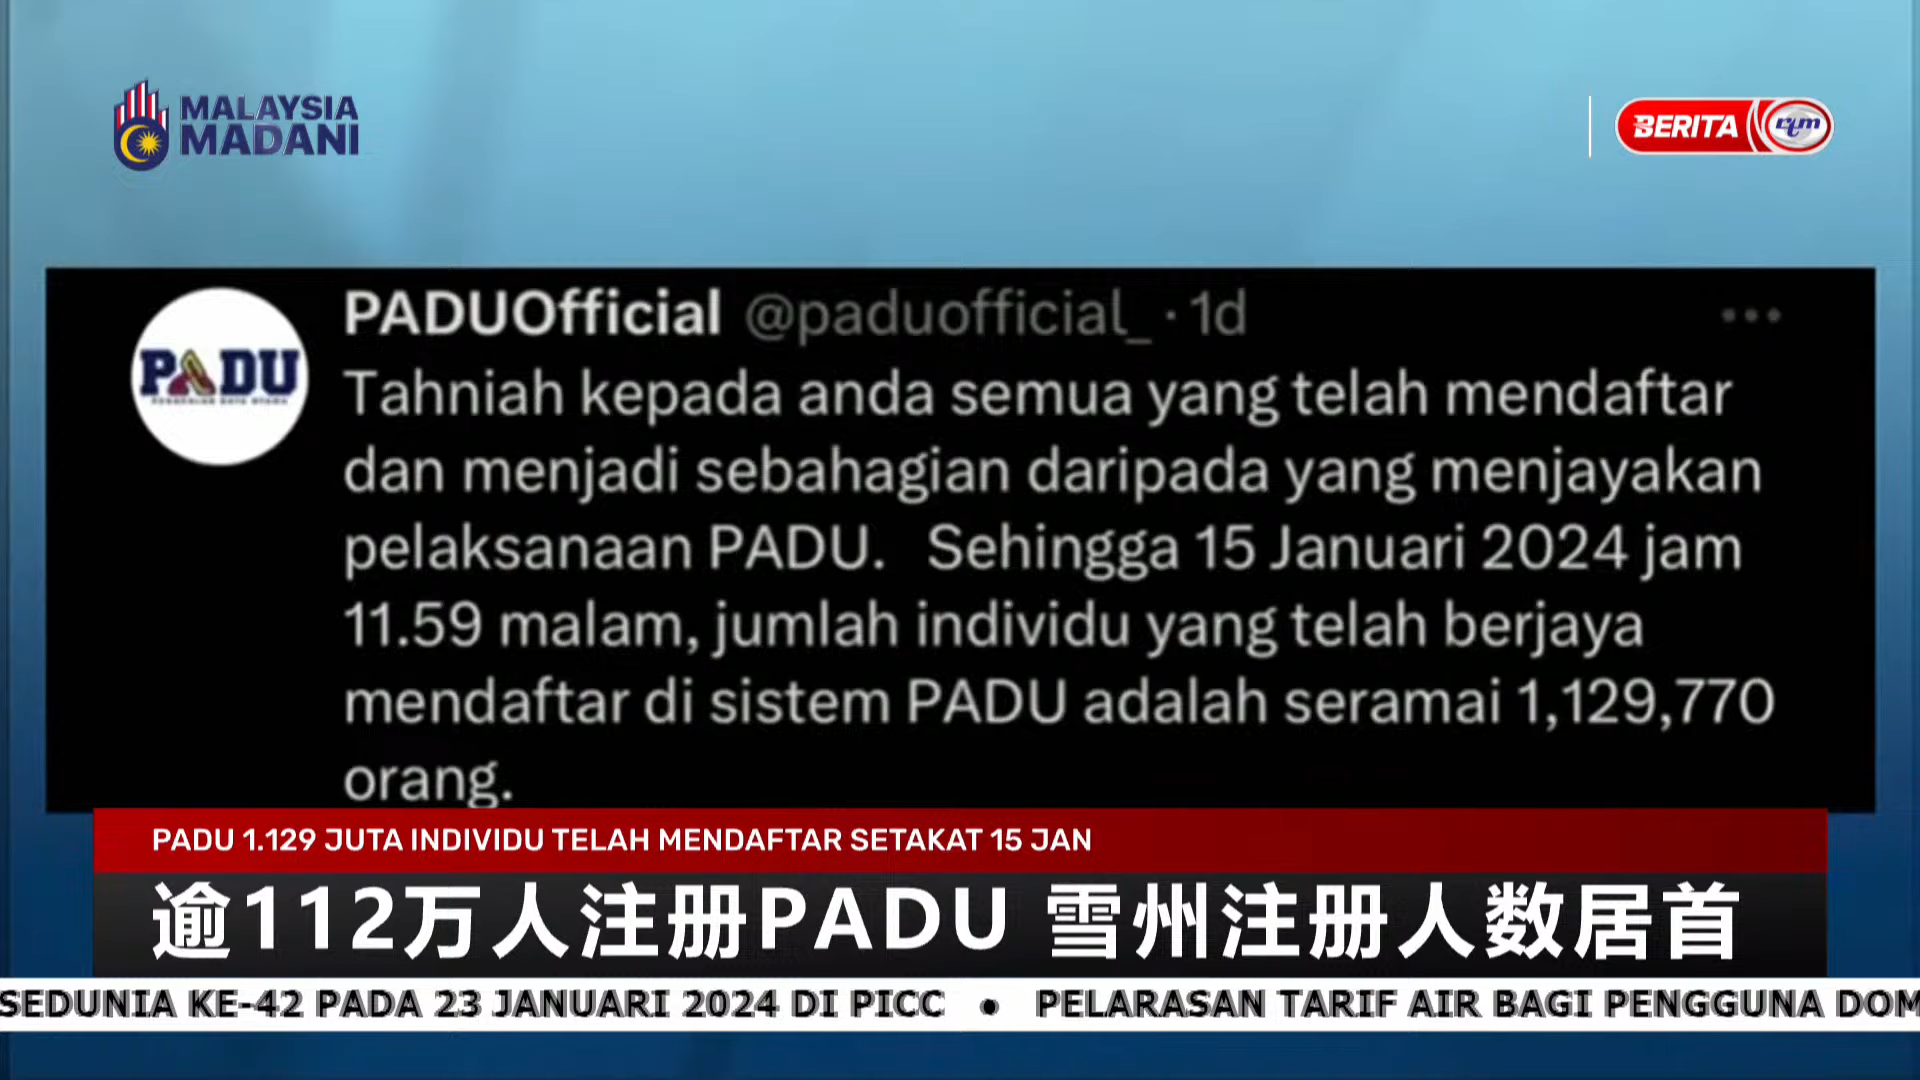 MALAYSIA
MADANI
BERITA rtm
PADUOfficial @paduofficial_ · 1d
PADU
Tahniah kepada anda semua yang telah mendaftar
dan menjadi sebahagian daripada yang menjayakan
pelaksanaan PADU. Sehingga 15 Januari 2024 jam
11.59 malam, jumlah individu yang telah berjaya
mendaftar di sistem PADU adalah seramai 1,129,770
orang.
PADU 1.129 JUTA INDIVIDU TELAH MENDAFTAR SETAKAT 15 JAN
逾112万人注册PADU 雪州注册人数居首
SEDUNIA KE-42 PADA 23 JANUARI 2024 DI PICC • PELARASAN TARIF AIR BAGI PENGGUNA DOM